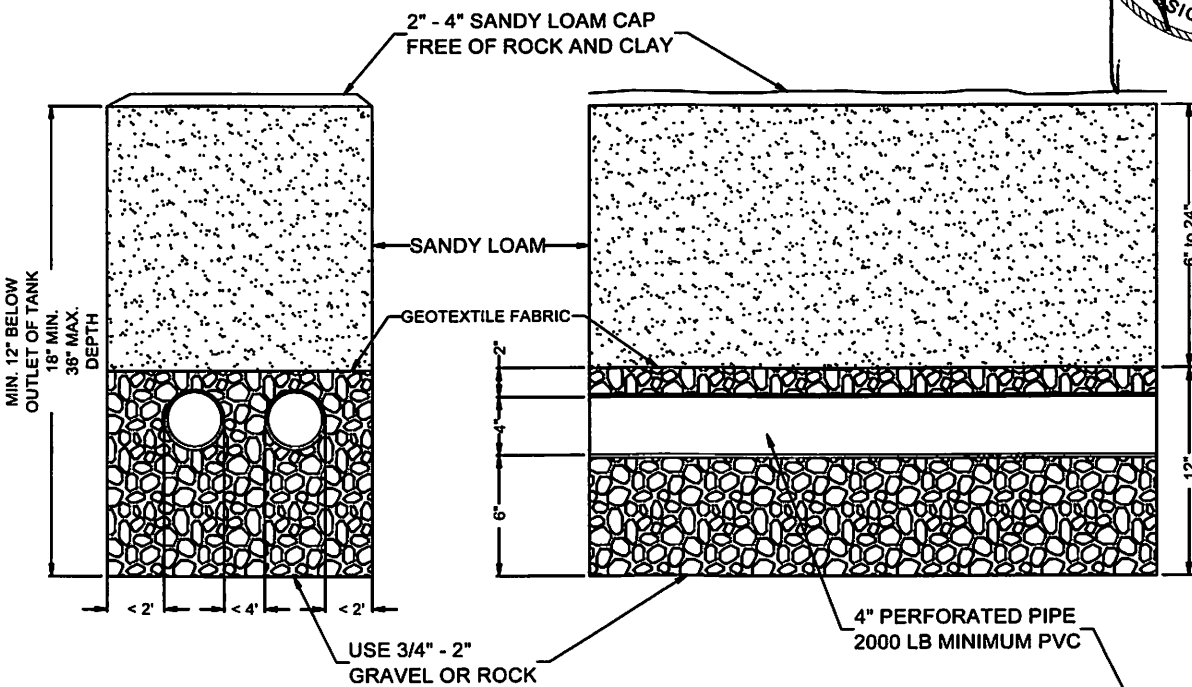 2" - 4" SANDY LOAM CAP
FREE OF ROCK AND CLAY
MIN. 12" BELOW
OUTLET OF TANK
18" MIN.
36" MAX.
DEPTH
SANDY LOAM
6" to 24"
GEOTEXTILE FABRIC
2"
4"
6"
12"
< 2'
< 4'
< 2'
USE 3/4" - 2"
GRAVEL OR ROCK
4" PERFORATED PIPE
2000 LB MINIMUM PVC